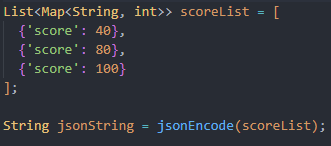 List<Map<String, int>> scoreList = [
  {'score': 40},
  {'score': 80},
  {'score': 100}
];

String jsonString = jsonEncode(scoreList);